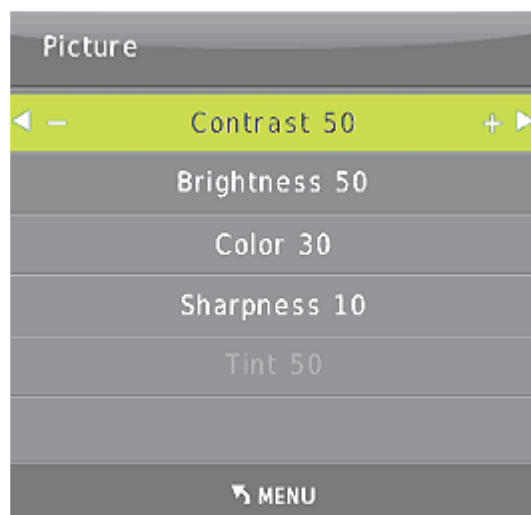 Picture
− Contrast 50 +
Brightness 50
Color 30
Sharpness 10
Tint 50
MENU